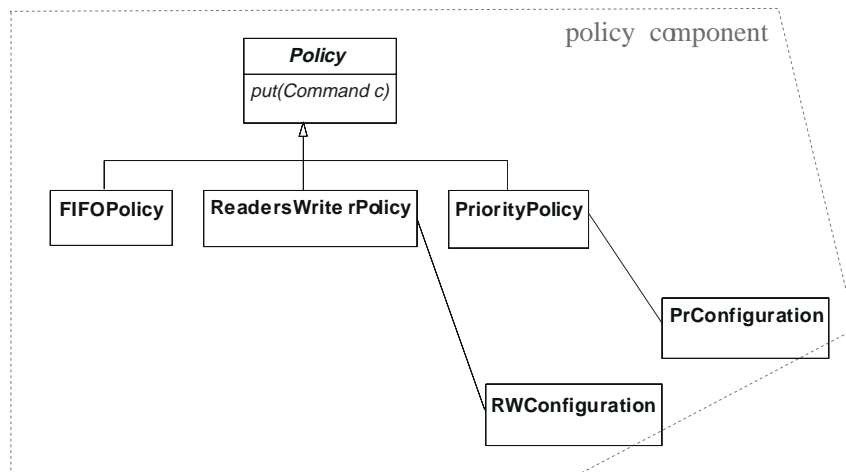 policy component
Policy
put(Command c)
FIFOPolicy
ReadersWrite rPolicy
PriorityPolicy
PrConfiguration
RWConfiguration